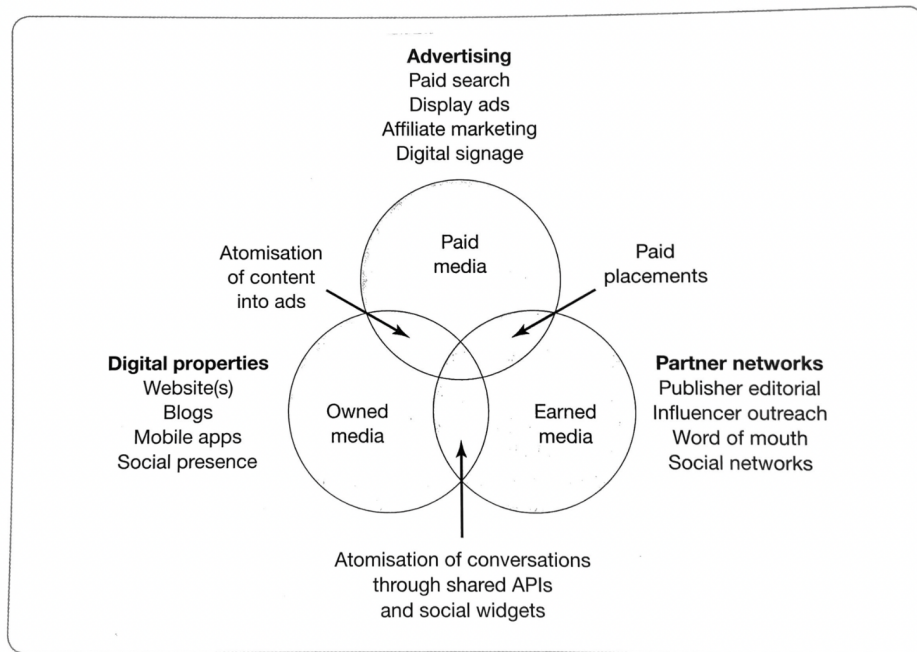 Advertising
Paid search
Display ads
Affiliate marketing
Digital signage
Paid
media
Atomisation
of content
into ads
Paid
placements
Digital properties
Website(s)
Blogs
Mobile apps
Social presence
Owned
media
Earned
media
Partner networks
Publisher editorial
Influencer outreach
Word of mouth
Social networks
Atomisation of conversations
through shared APIs
and social widgets